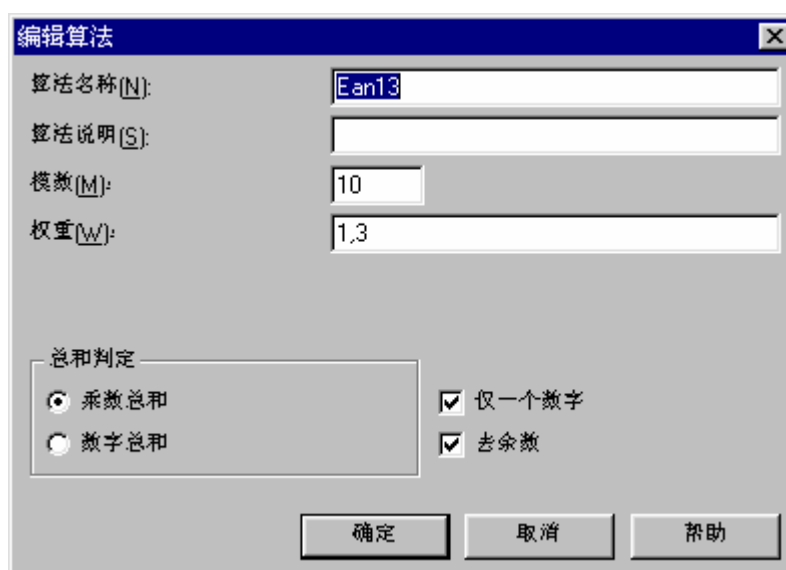 编辑算法
算法名称(N): Ean13
算法说明(S):
模数(M): 10
权重(W): 1,3
总和判定
乘数总和 仅一个数字
数字总和 去余数
确定 取消 帮助